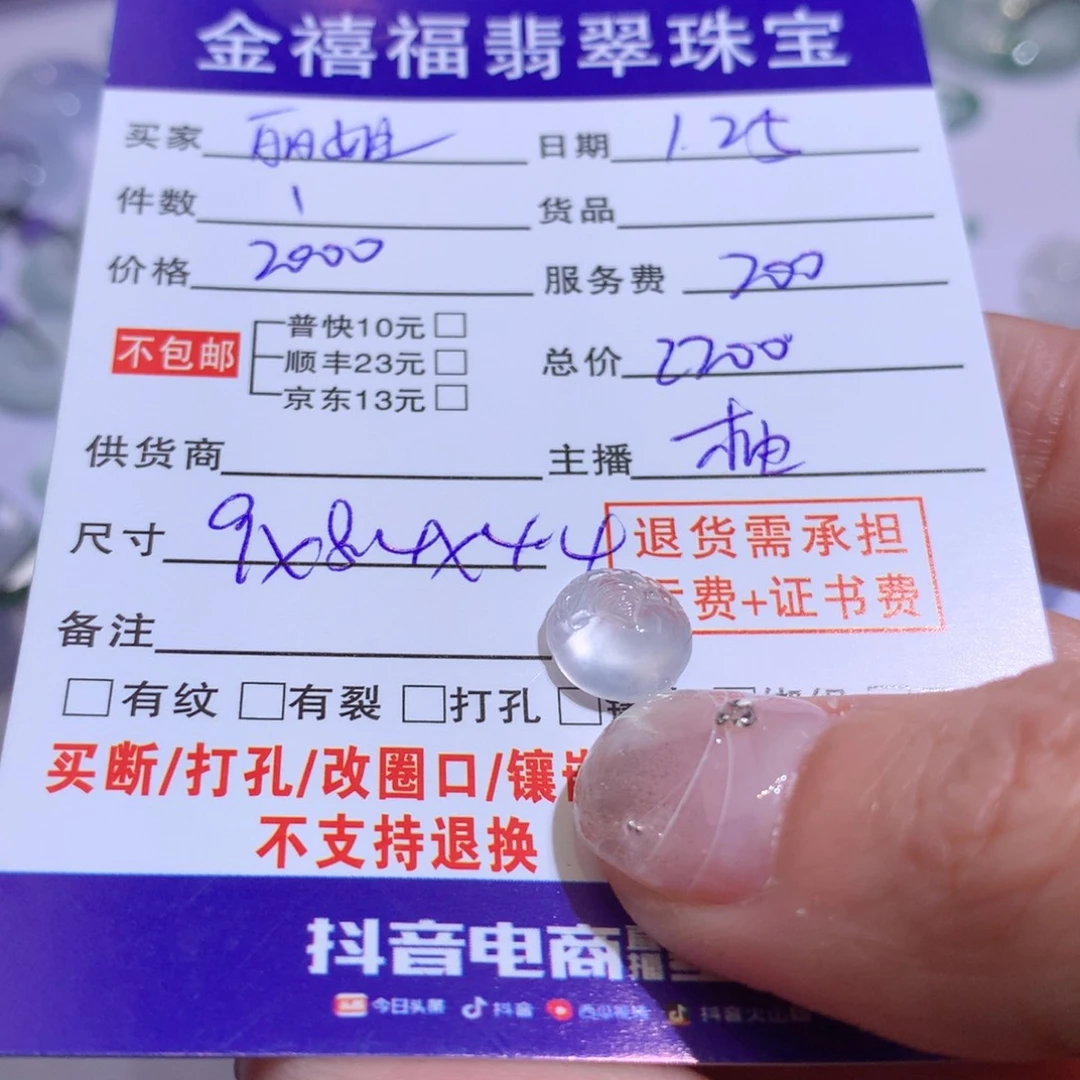 金禧福翡翠珠宝
买家 丽姐 日期 1.25
件数 1 货品
价格 2000 服务费 200
不包邮 普快10元
顺丰23元
京东13元
总价 2200
供货商 主播 柚
尺寸 9x8.4x4.4
退货需承担
费+证书费
备注
有纹 有裂 打孔
买断/打孔/改圈口/镶
不支持退换
抖音电商
今日头条 抖音 西瓜视频 抖音火山